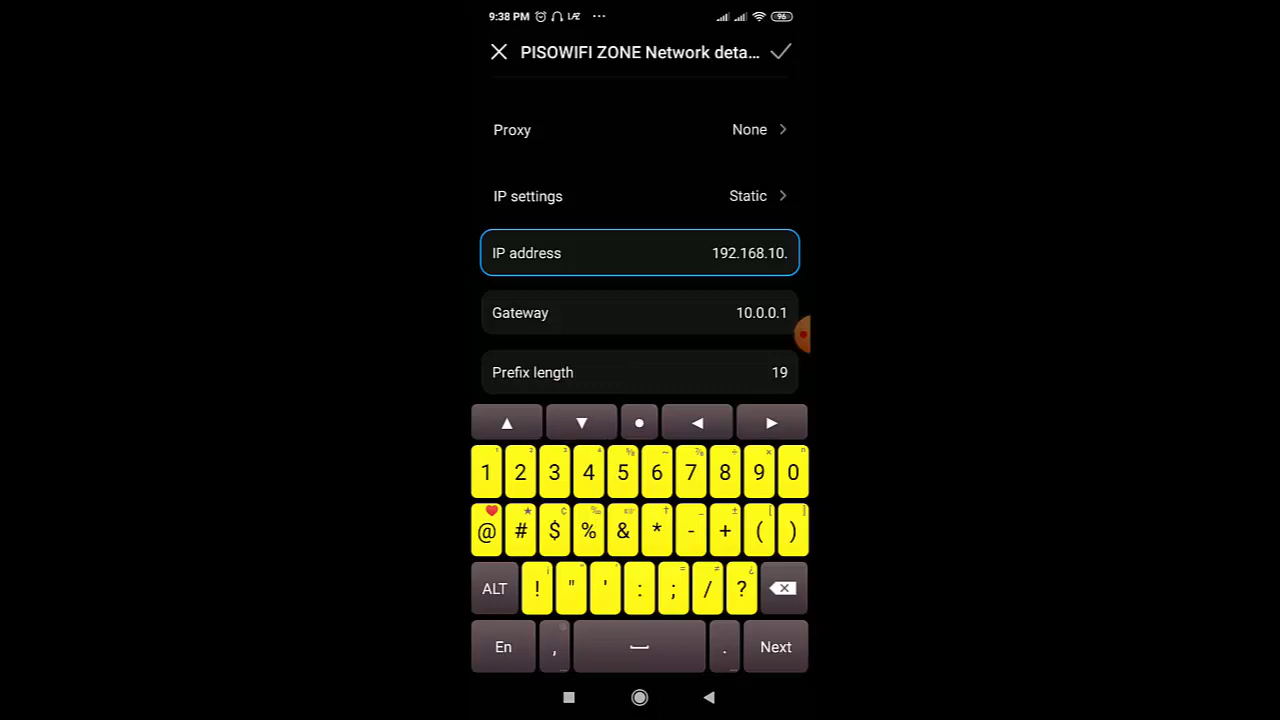 9:38 PM LAZ ... 96
PISOWIFI ZONE Network deta...
Proxy None
IP settings Static
IP address 192.168.10.
Gateway 10.0.0.1
Prefix length 19
1 2 3 4 5 6 7 8 9 0
@ # $ % & * - + ( )
ALT ! " ' : ; / ?
En , . Next